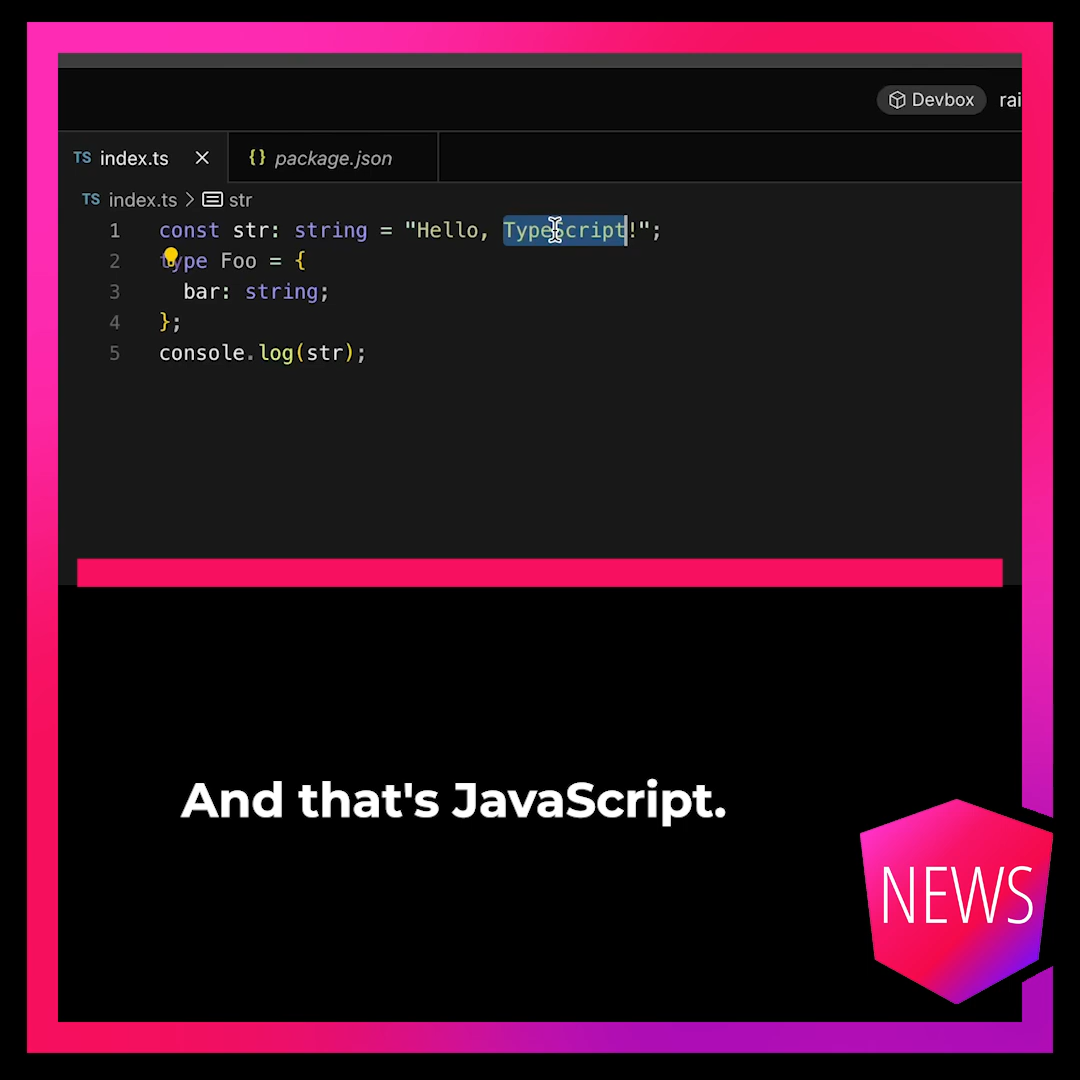 Devbox rai
TS index.ts {} package.json
TS index.ts > str
1 const str: string = "Hello, TypeScript!";
2 type Foo = {
3 bar: string;
4 };
5 console.log(str);
And that's JavaScript.
NEWS